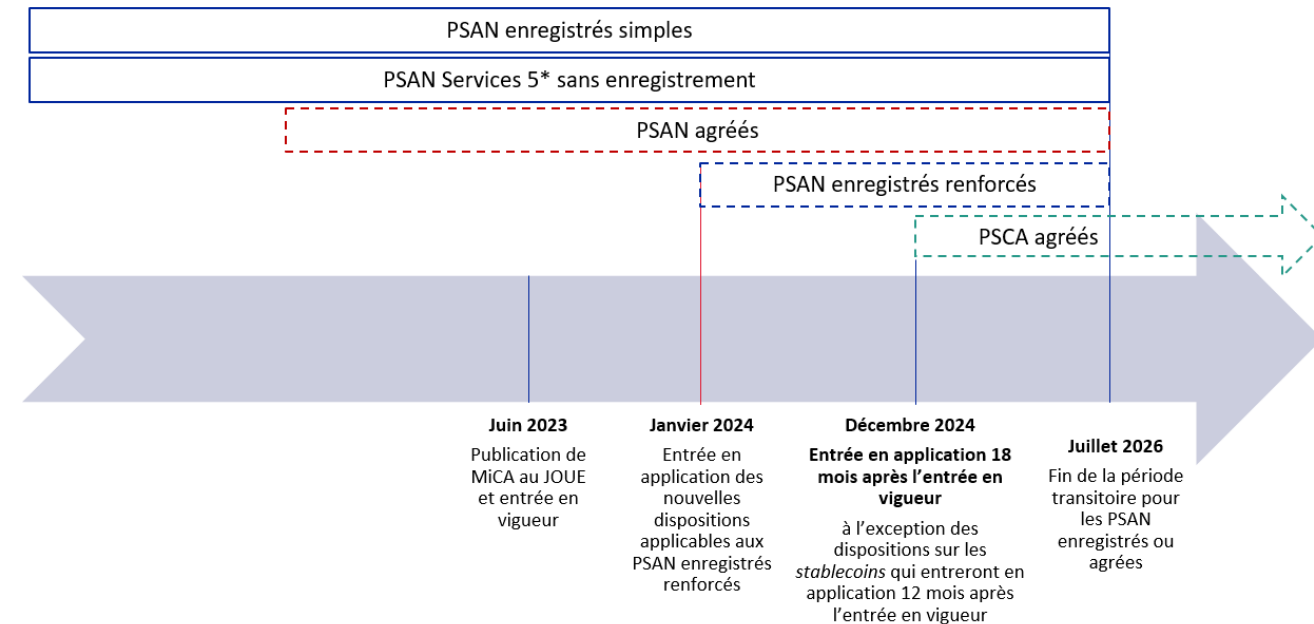 PSAN enregistrés simples
PSAN Services 5* sans enregistrement
PSAN agréés
PSAN enregistrés renforcés
PSCA agréés
Juin 2023
Publication de
MiCA au JOUE
et entrée en
vigueur
Janvier 2024
Entrée en
application des
nouvelles
dispositions
applicables aux
PSAN enregistrés
renforcés
Décembre 2024
Entrée en application 18
mois après l'entrée en
vigueur
à l'exception des
dispositions sur les
stablecoins qui entreront en
application 12 mois après
l'entrée en vigueur
Juillet 2026
Fin de la période
transitoire pour
les PSAN
enregistrés ou
agréées